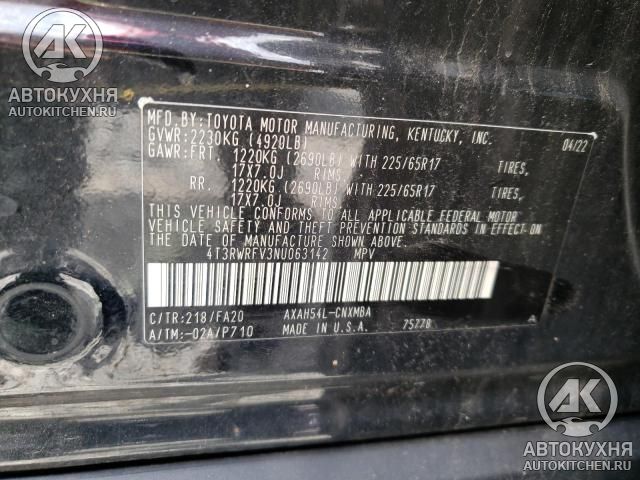 AK
АВТОКУХНЯ
AUTOKITCHEN.RU
MFD.BY:TOYOTA MOTOR MANUFACTURING, KENTUCKY, INC.
GVWR:2230KG (4920LB) 04/22
GAWR:FRT. 1220KG (2690LB) WITH 225/65R17 TIRES,
17X7.0J RIMS,
RR. 1220KG (2690LB) WITH 225/65R17 TIRES,
17X7.0J RIMS
THIS VEHICLE CONFORMS TO ALL APPLICABLE FEDERAL MOTOR
VEHICLE SAFETY AND THEFT PREVENTION STANDARDS IN EFFECT ON
THE DATE OF MANUFACTURE SHOWN ABOVE.
4T3RWRFV3NU063142 MPV
C/TR:218/FA20 AXAH54L-CNXMBA
A/TM:-02A/P710 MADE IN U.S.A. 75278 A
AK
АВТОКУХНЯ
AUTOKITCHEN.RU